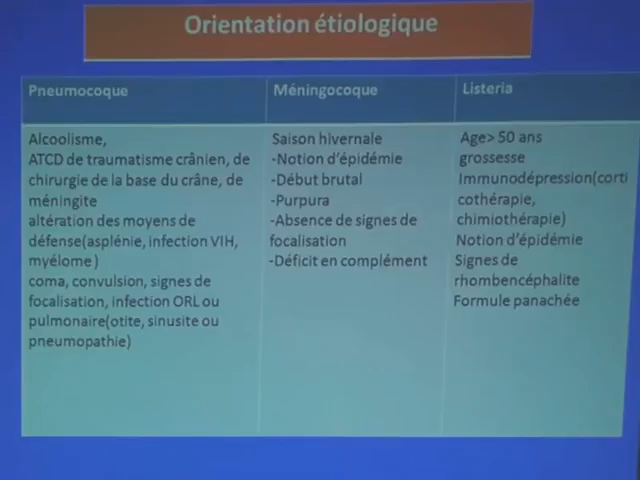 Orientation étiologique
Pneumocoque
Alcoolisme,
ATCD de traumatisme crânien, de
chirurgie de la base du crâne, de
méningite
altération des moyens de
défense(asplénie, infection VIH,
myélome )
coma, convulsion, signes de
focalisation, infection ORL ou
pulmonaire(otite, sinusite ou
pneumopathie)
Méningocoque
Saison hivernale
-Notion d'épidémie
-Début brutal
-Purpura
-Absence de signes de
focalisation
-Déficit en complément
Listeria
Age> 50 ans
grossesse
Immunodépression(corti
cothérapie,
chimiothérapie)
Notion d'épidémie
Signes de
rhombencéphalite
Formule panachée